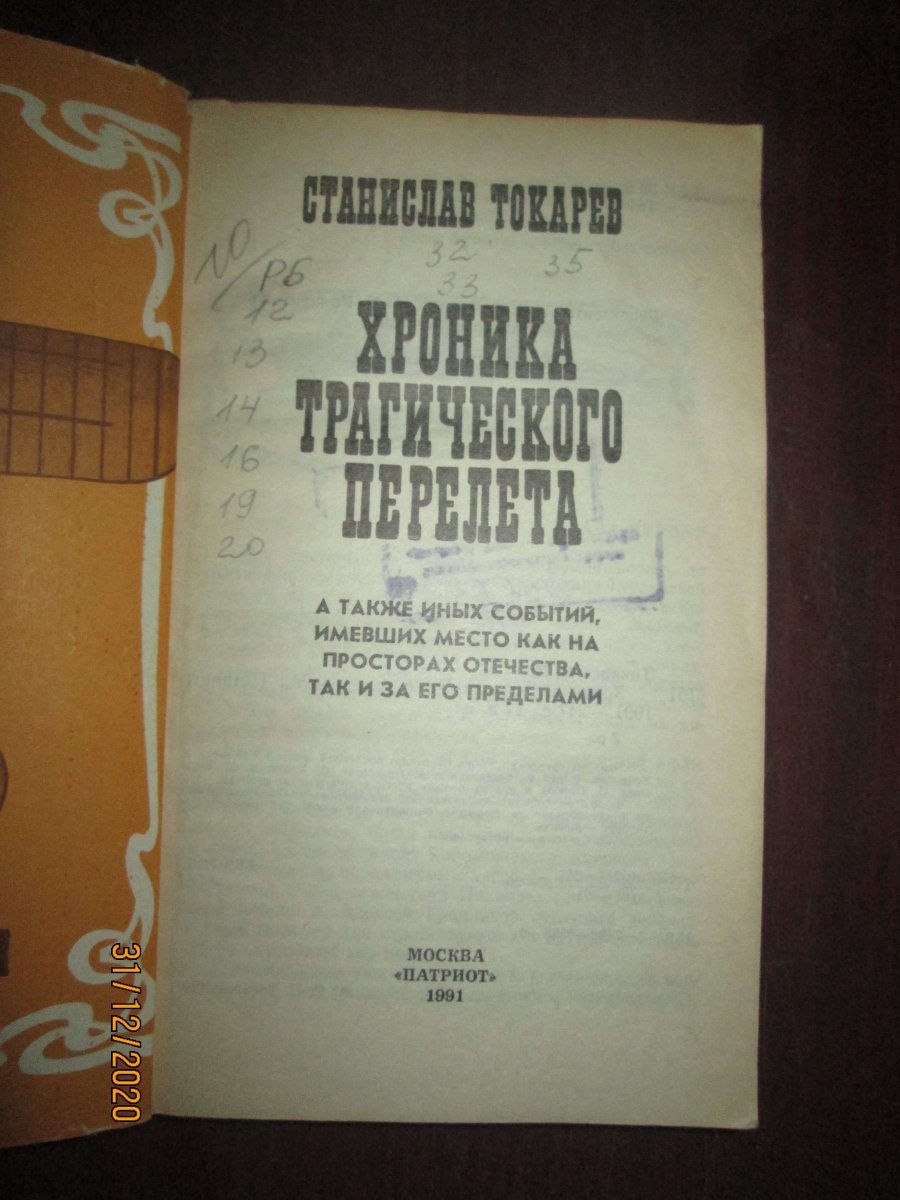 СТАНИСЛАВ ТОКАРЕВ
32 35
33
10
РБ
12
13
14
16
19
20
ХРОНИКА
ТРАГИЧЕСКОГО
ПЕРЕЛЕТА
А ТАКЖЕ ИНЫХ СОБЫТИЙ,
ИМЕВШИХ МЕСТО КАК НА
ПРОСТОРАХ ОТЕЧЕСТВА,
ТАК И ЗА ЕГО ПРЕДЕЛАМИ
МОСКВА
«ПАТРИОТ»
1991
31/12/2020